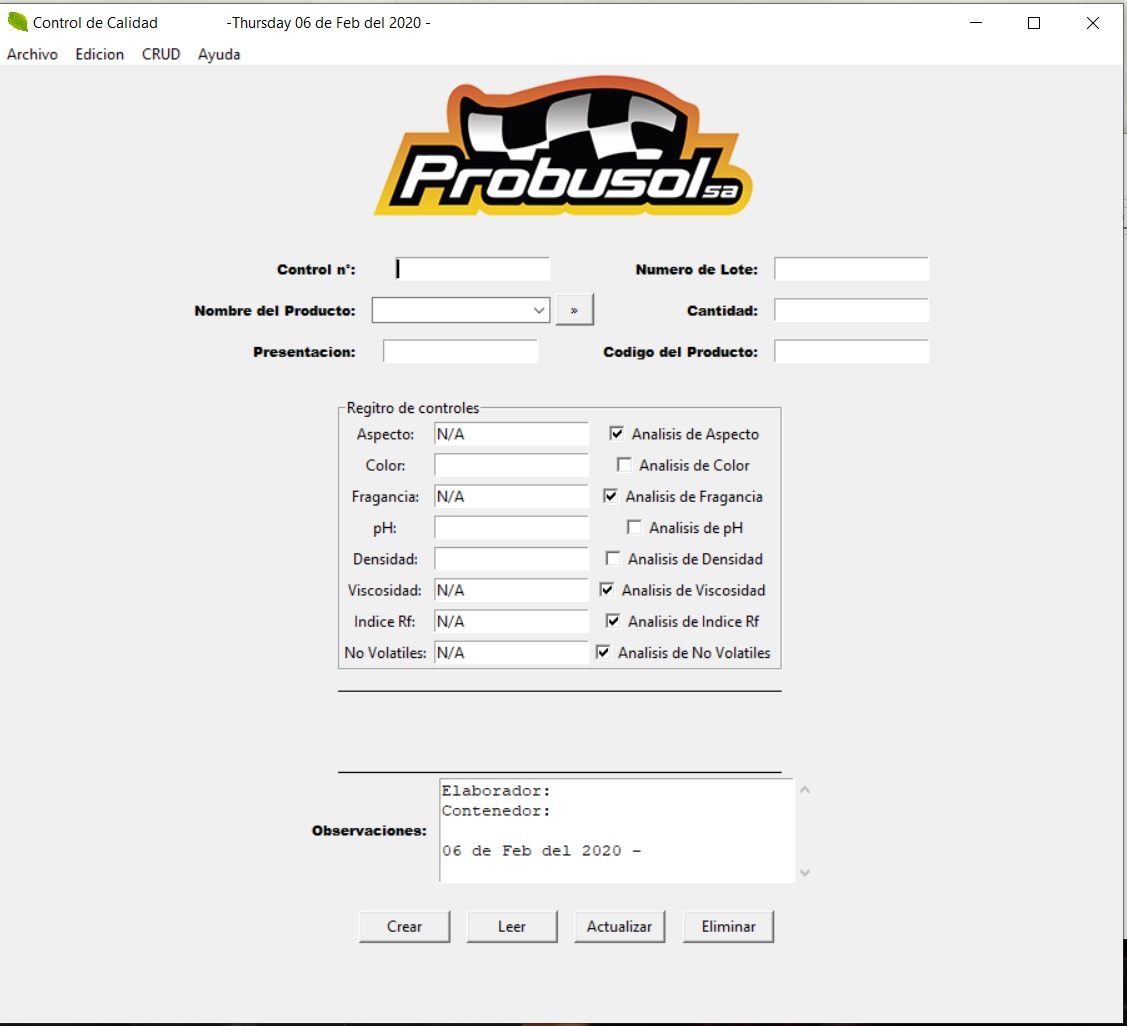 Control de Calidad -Thursday 06 de Feb del 2020 -
Archivo Edicion CRUD Ayuda
Probusol sa
Control n°: Numero de Lote:
Nombre del Producto: » Cantidad:
Presentacion: Codigo del Producto:
Regitro de controles
Aspecto: N/A Analisis de Aspecto
Color: Analisis de Color
Fragancia: N/A Analisis de Fragancia
pH: Analisis de pH
Densidad: Analisis de Densidad
Viscosidad: N/A Analisis de Viscosidad
Indice Rf: N/A Analisis de Indice Rf
No Volatiles: N/A Analisis de No Volatiles
Elaborador:
Contenedor:
Observaciones:
06 de Feb del 2020 -
Crear Leer Actualizar Eliminar